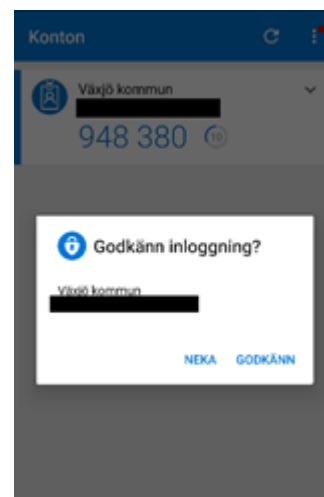 Konton
Växjö kommun
948 380 10
Godkänn inloggning?
Växjö kommun
NEKA GODKÄNN